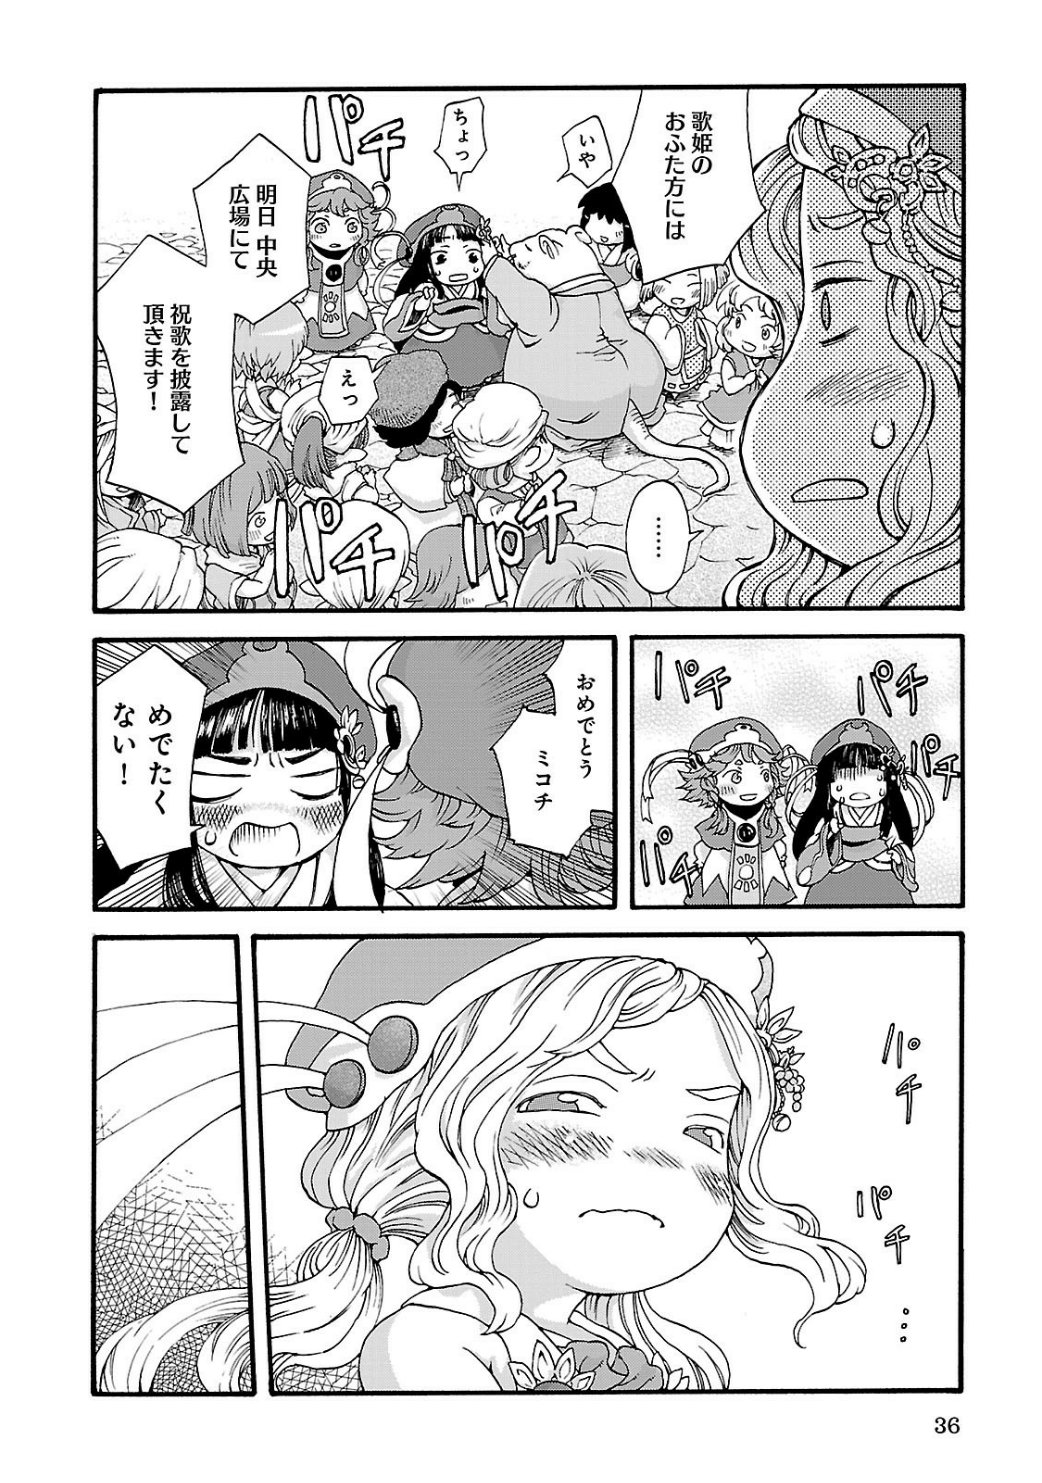 歌姫の
おふた方には
いや
ちょっ
パチ
明日 中央
広場にて
祝歌を披露して
頂きます！
えっ
……
パチ
パチ
パチ
パチ
パチ
パチ
パチ
おめでとう
ミコチ
めでたく
ない！
パチ
パチ
…
36